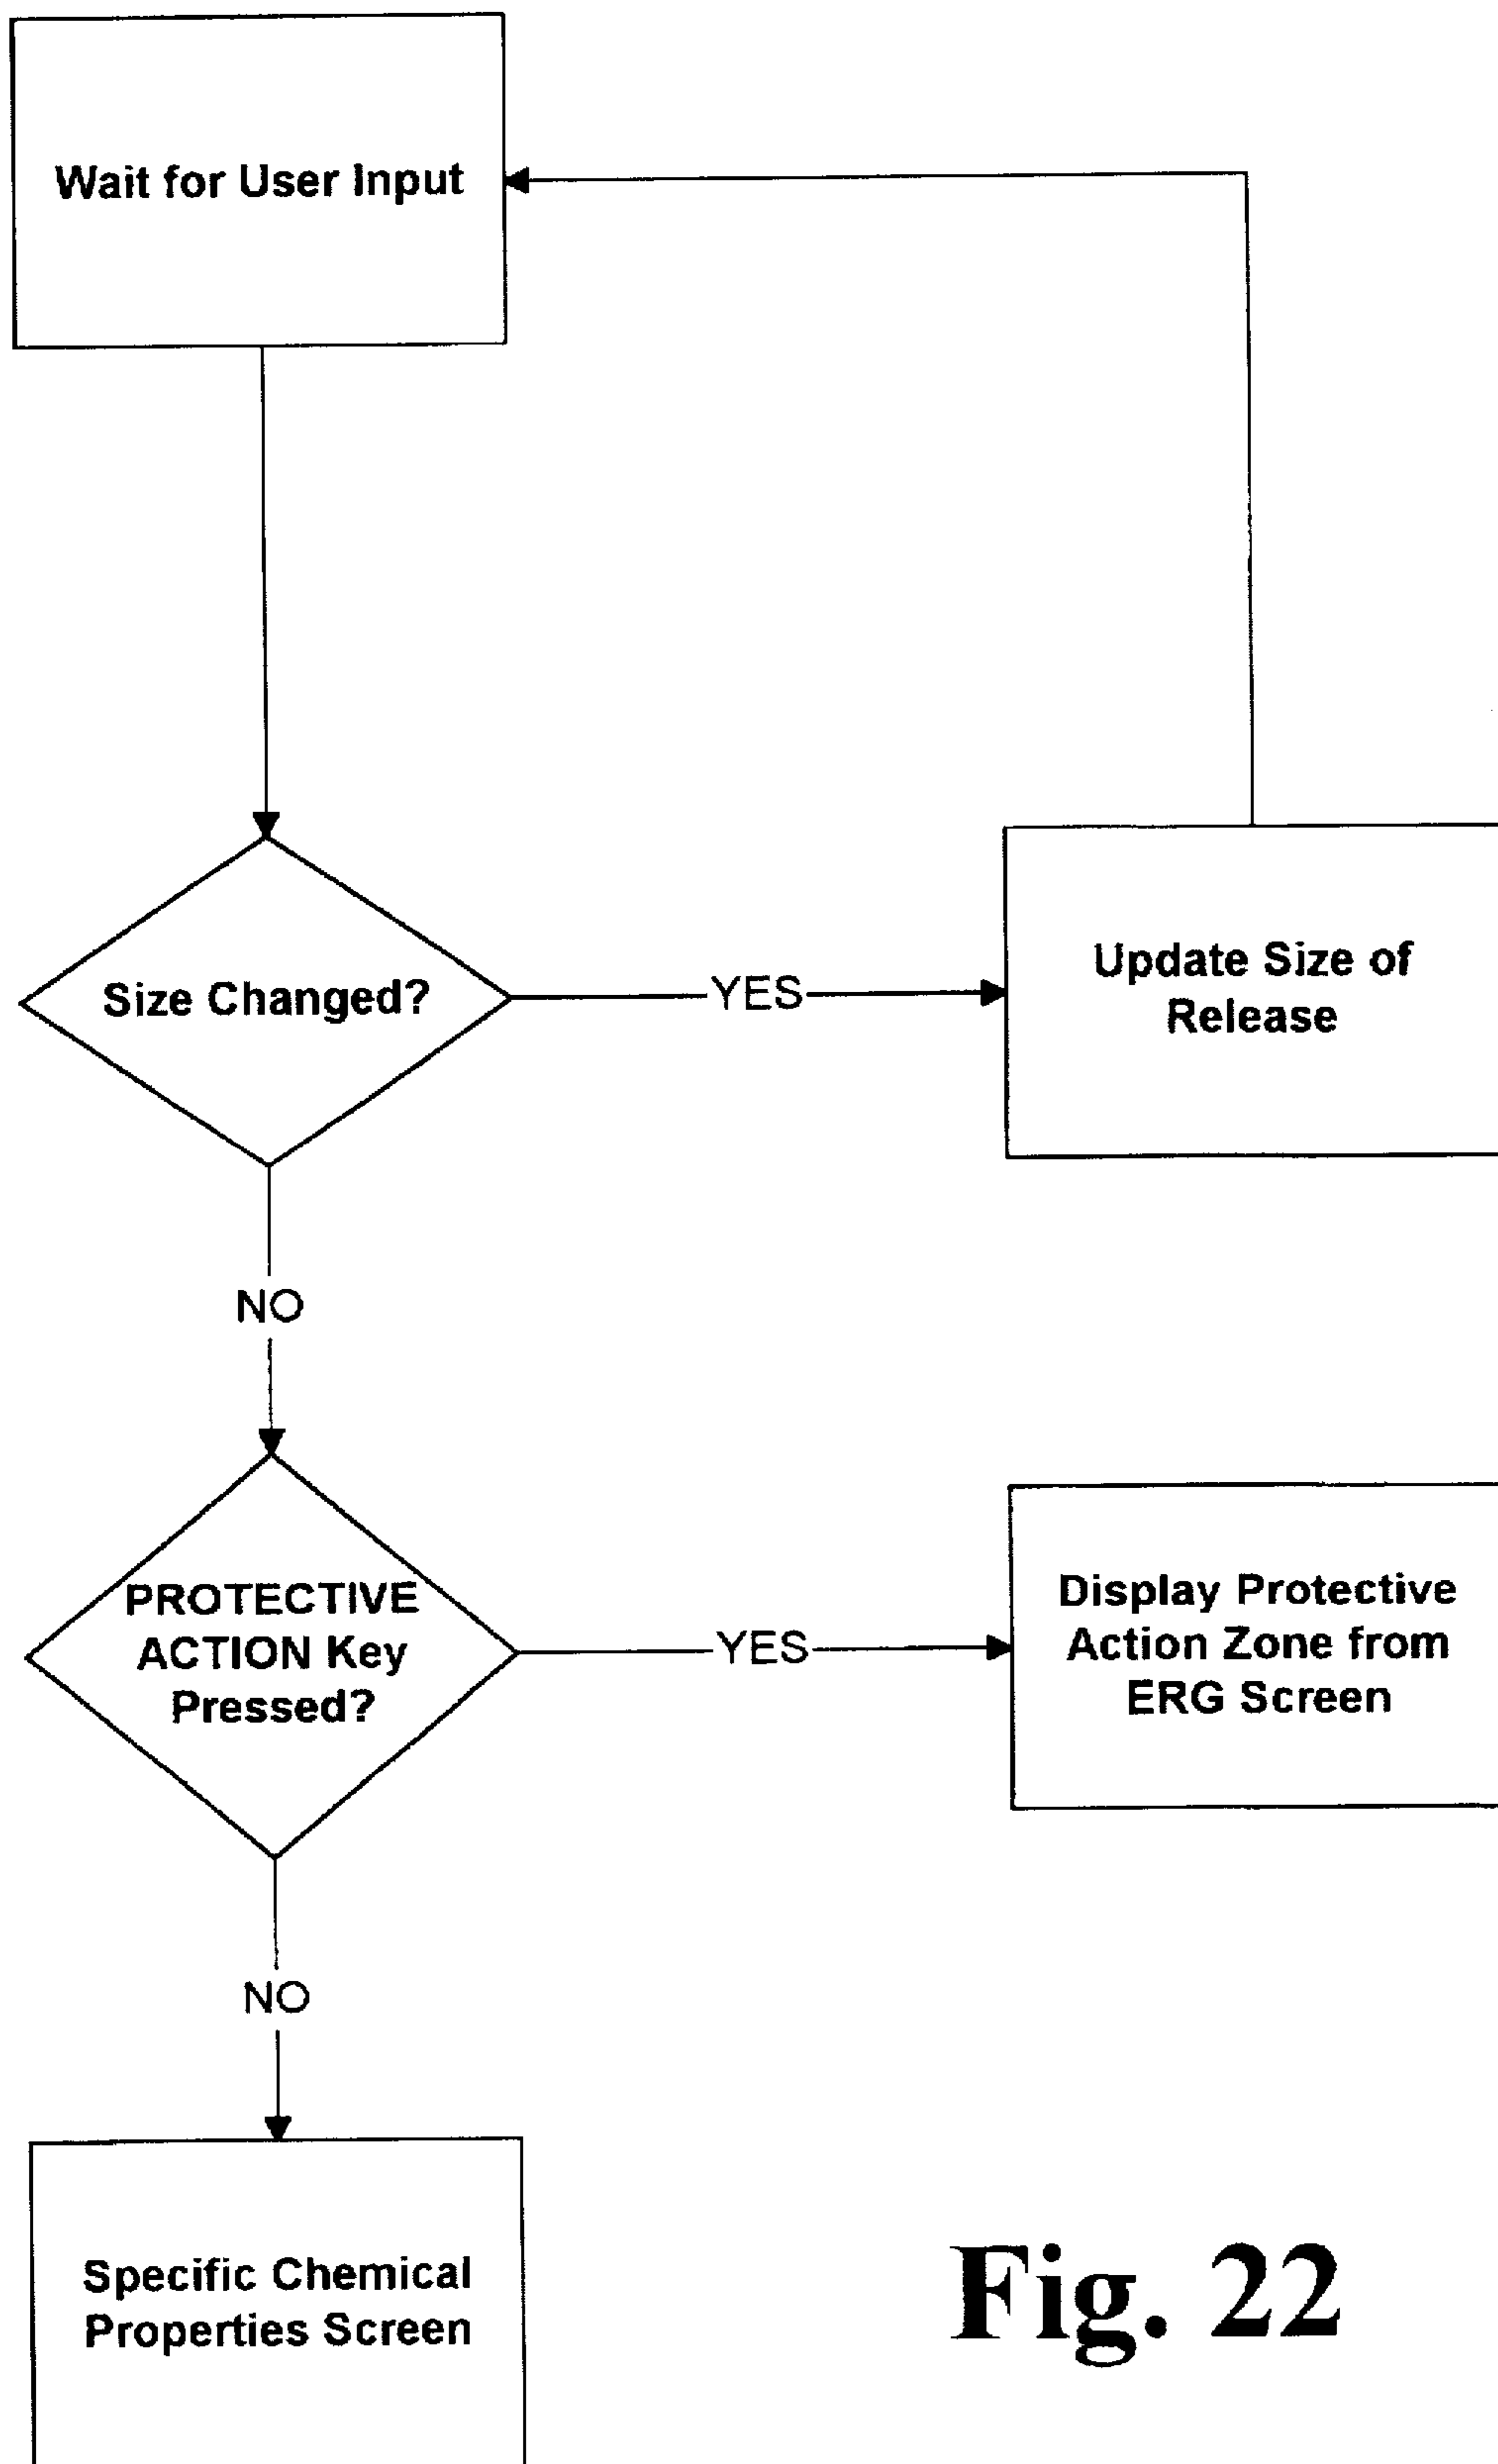 Wait for User Input
Size Changed?
YES
Update Size of
Release
NO
PROTECTIVE
ACTION Key
Pressed?
YES
Display Protective
Action Zone from
ERG Screen
NO
Specific Chemical
Properties Screen
Fig. 22